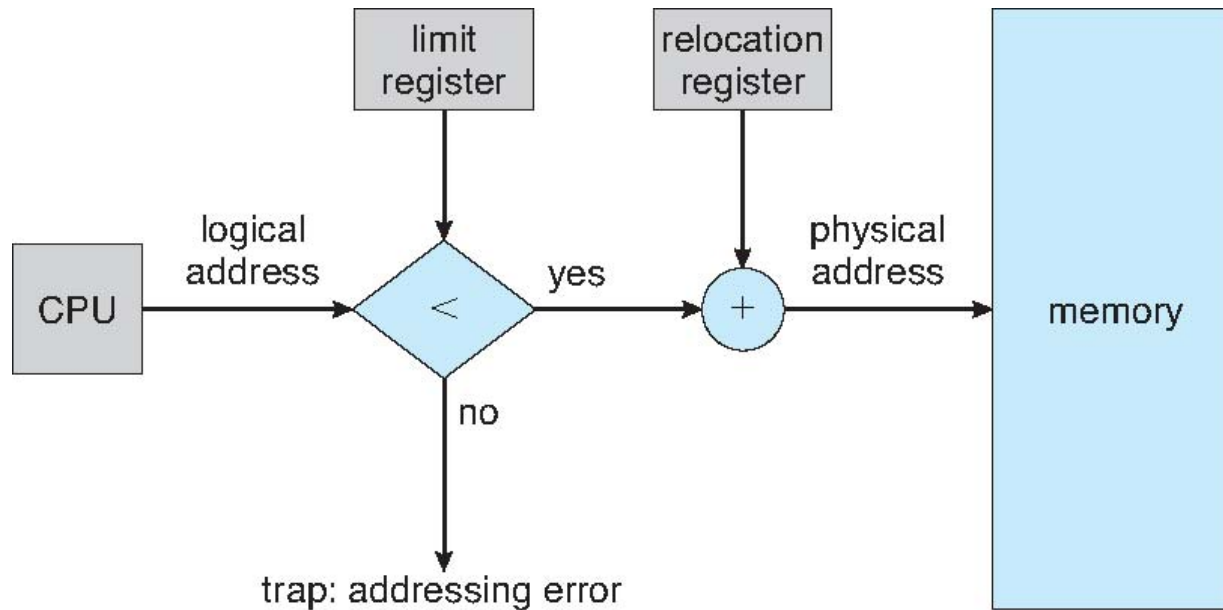 limit
register
relocation
register
logical
address
physical
address
CPU
<
yes
+
memory
no
trap: addressing error